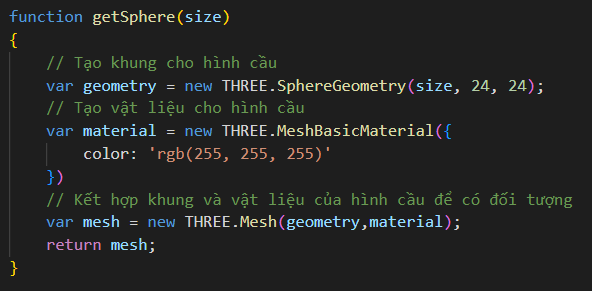 function getSphere(size)
{
    // Tạo khung cho hình cầu
    var geometry = new THREE.SphereGeometry(size, 24, 24);
    // Tạo vật liệu cho hình cầu
    var material = new THREE.MeshBasicMaterial({
        color: 'rgb(255, 255, 255)'
    })
    // Kết hợp khung và vật liệu của hình cầu để có đối tượng
    var mesh = new THREE.Mesh(geometry,material);
    return mesh;
}